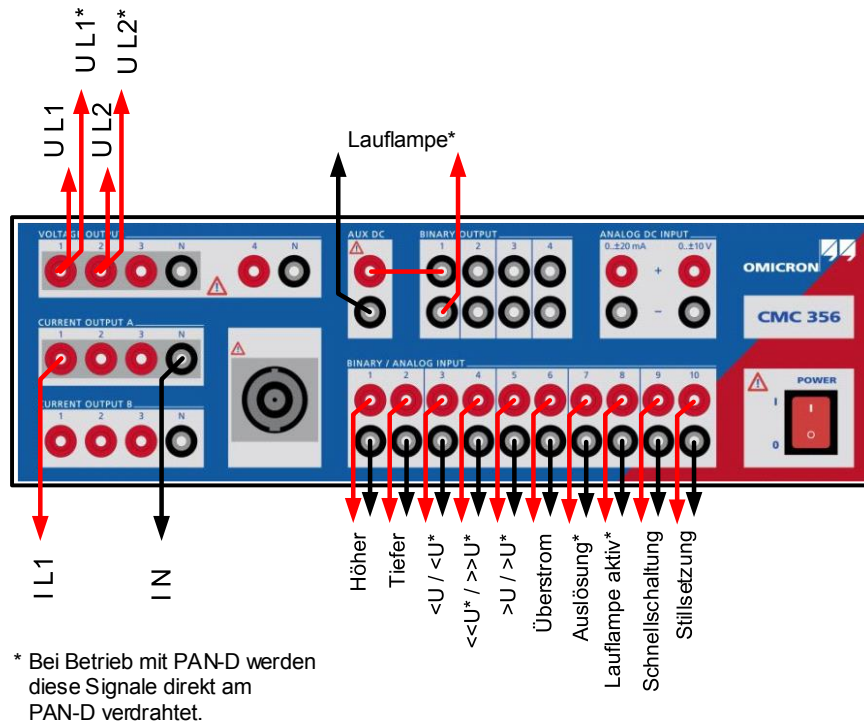 U L1
U L1*
U L2
U L2*
Lauflampe*
VOLTAGE OUTPUT
1 2 3 N 4 N
AUX DC
BINARY OUTPUT
1 2 3 4
ANALOG DC INPUT
0..±20 mA 0..±10 V
+
−
OMICRON
CMC 356
CURRENT OUTPUT A
1 2 3 N
CURRENT OUTPUT B
1 2 3 N
BINARY / ANALOG INPUT
1 2 3 4 5 6 7 8 9 10
POWER
I
0
I L1
I N
Höher
Tiefer
<U / <U*
<<U* / >>U*
>U / >U*
Überstrom
Auslösung*
Lauflampe aktiv*
Schnellschaltung
Stillsetzung
* Bei Betrieb mit PAN-D werden
diese Signale direkt am
PAN-D verdrahtet.